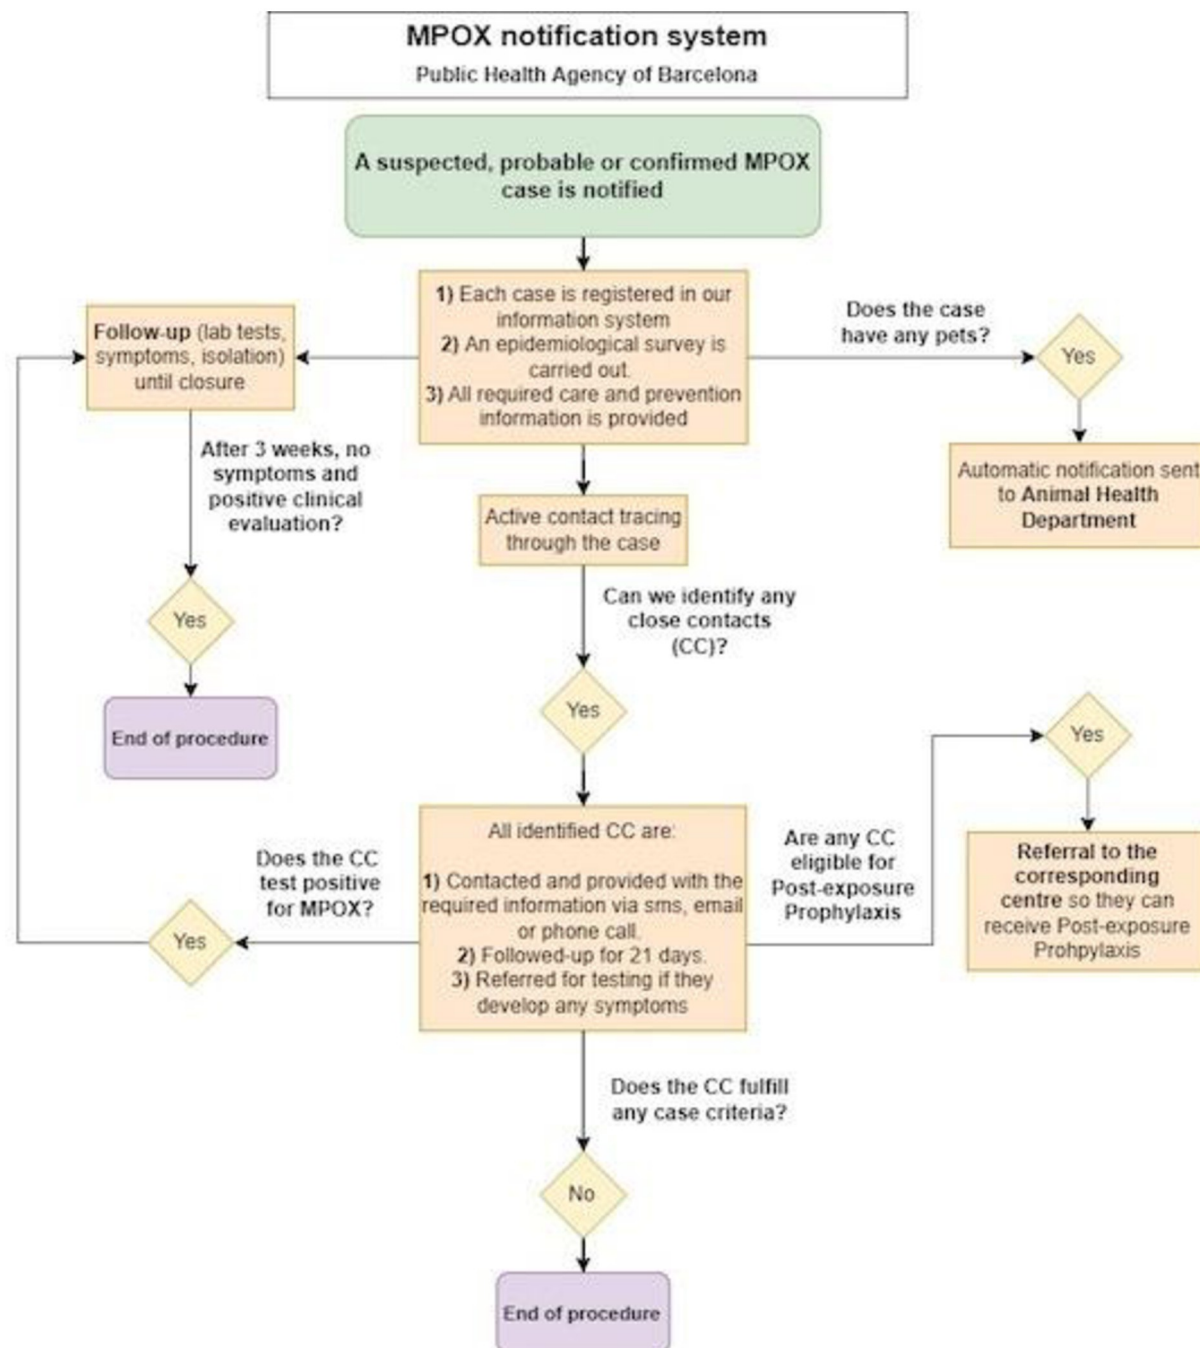 MPOX notification system
Public Health Agency of Barcelona
A suspected, probable or confirmed MPOX
case is notified
1) Each case is registered in our
information system
2) An epidemiological survey is
carried out.
3) All required care and prevention
information is provided
Does the case
have any pets?
Yes
Automatic notification sent
to Animal Health
Department
Follow-up (lab tests,
symptoms, isolation)
until closure
After 3 weeks, no
symptoms and
positive clinical
evaluation?
Yes
End of procedure
Active contact tracing
through the case
Can we identify any
close contacts
(CC)?
Yes
All identified CC are:
1) Contacted and provided with the
required information via sms, email
or phone call.
2) Followed-up for 21 days.
3) Referred for testing if they
develop any symptoms
Does the CC
test positive
for MPOX?
Yes
Are any CC
eligible for
Post-exposure
Prophylaxis
Yes
Referral to the
corresponding
centre so they can
receive Post-exposure
Prohpylaxis
Does the CC fulfill
any case criteria?
No
End of procedure